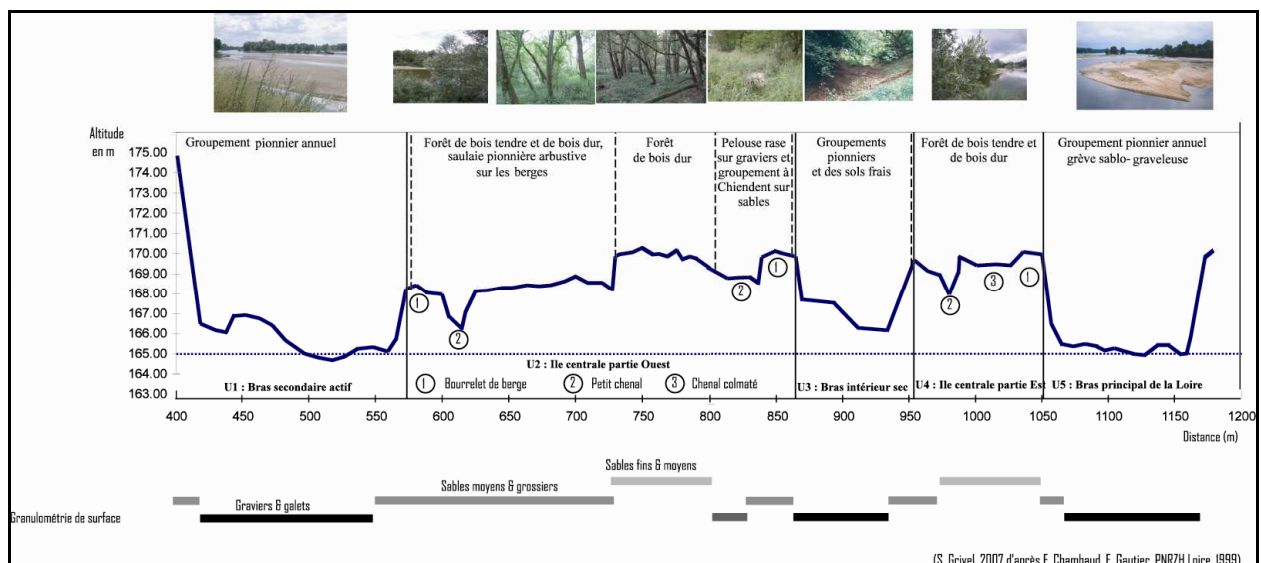 Altitude
en m
175.00
174.00
173.00
172.00
171.00
170.00
169.00
168.00
167.00
166.00
165.00
164.00
163.00
Groupement pionnier annuel
Forêt de bois tendre et de bois dur,
saulaie pionnière arbustive
sur les berges
Forêt
de bois dur
Pelouse rase
sur graviers et
groupement à
Chiendent sur
sables
Groupements
pionniers
et des sols frais
Forêt de bois tendre et
de bois dur
Groupement pionnier annuel
grève sablo-graveleuse
1
2
2
1
2
3
1
U1 : Bras secondaire actif
U2 : Ile centrale partie Ouest
1 Bourrelet de berge
2 Petit chenal
3 Chenal colmaté
U3 : Bras intérieur sec
U4 : Ile centrale partie Est
U5 : Bras principal de la Loire
400 450 500 550 600 650 700 750 800 850 900 950 1000 1050 1100 1150 1200
Distance (m)
Sables fins & moyens
Sables moyens & grossiers
Graviers & galets
Granulométrie de surface
(S. Grivel, 2007 d'après E. Chambaud, E. Gautier, PNRZH Loire, 1999)